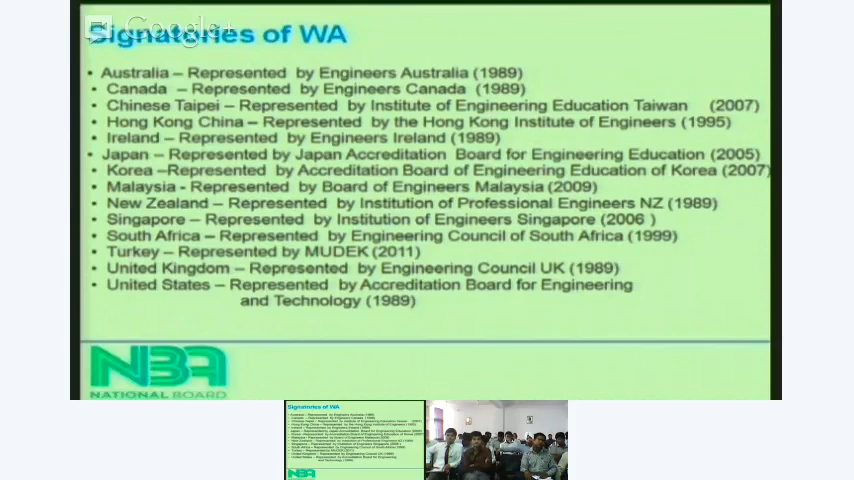 Google+
Signatories of WA
• Australia – Represented by Engineers Australia (1989)
• Canada – Represented by Engineers Canada (1989)
• Chinese Taipei – Represented by Institute of Engineering Education Taiwan (2007)
• Hong Kong China – Represented by the Hong Kong Institute of Engineers (1995)
• Ireland – Represented by Engineers Ireland (1989)
• Japan – Represented by Japan Accreditation Board for Engineering Education (2005)
• Korea –Represented by Accreditation Board of Engineering Education of Korea (2007)
• Malaysia - Represented by Board of Engineers Malaysia (2009)
• New Zealand – Represented by Institution of Professional Engineers NZ (1989)
• Singapore – Represented by Institution of Engineers Singapore (2006 )
• South Africa – Represented by Engineering Council of South Africa (1999)
• Turkey – Represented by MUDEK (2011)
• United Kingdom – Represented by Engineering Council UK (1989)
• United States – Represented by Accreditation Board for Engineering
and Technology (1989)
NBA
NATIONAL BOARD
Signatories of WA
NBA